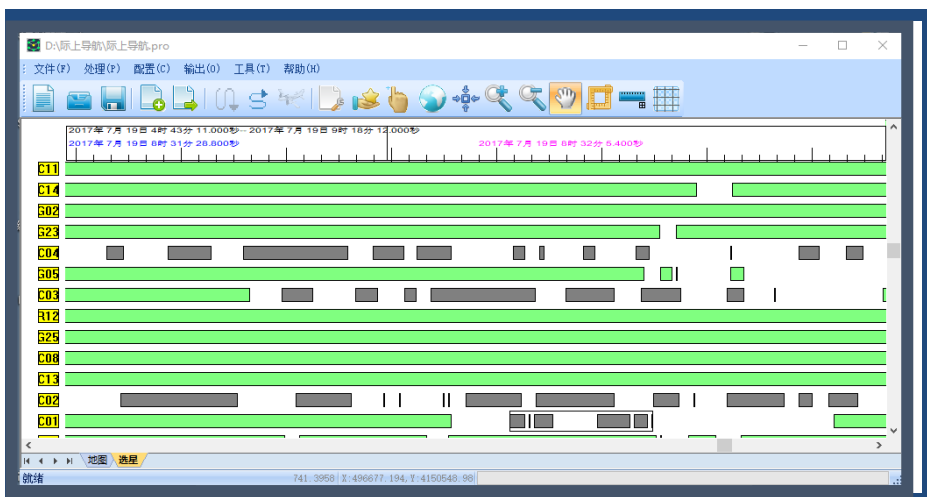 D:\际上导航\际上导航.pro
文件(F) 处理(P) 配置(C) 输出(O) 工具(T) 帮助(H)
2017年 7月 19日 4时 43分 11.000秒-- 2017年 7月 19日 9时 18分 12.000秒
2017年 7月 19日 8时 31分 28.800秒 2017年 7月 19日 8时 32分 5.400秒
C11
C14
G02
G23
C04
G05
C03
R12
G25
C08
C13
C02
C01
地图 选星
就绪 741.3958 X:496677.194,Y:4150548.98